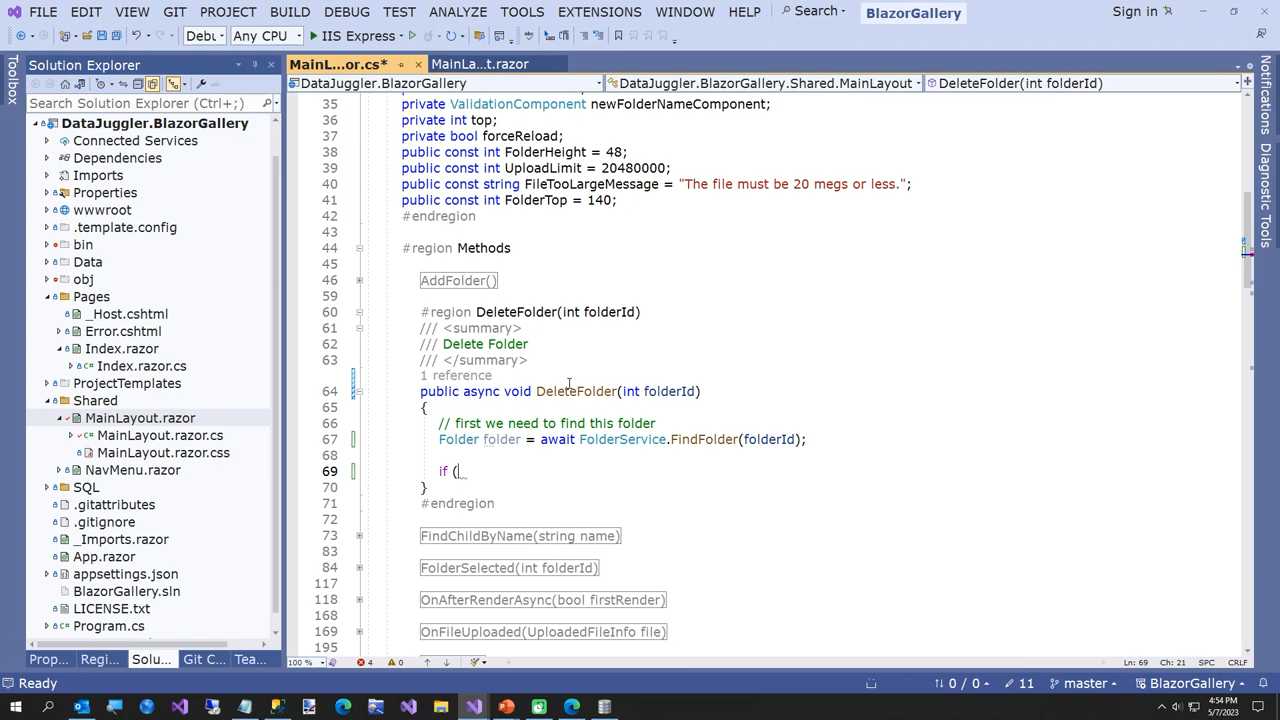 FILE EDIT VIEW GIT PROJECT BUILD DEBUG TEST ANALYZE TOOLS EXTENSIONS WINDOW HELP Search BlazorGallery Sign in
Debu Any CPU IIS Express
Toolbox
Solution Explorer
Search Solution Explorer (Ctrl+;)
DataJuggler.BlazorGallery
Connected Services
Dependencies
Imports
Properties
wwwroot
.template.config
bin
Data
obj
Pages
_Host.cshtml
Error.cshtml
Index.razor
Index.razor.cs
ProjectTemplates
Shared
MainLayout.razor
MainLayout.razor.cs
MainLayout.razor.css
NavMenu.razor
SQL
.gitattributes
.gitignore
_Imports.razor
App.razor
appsettings.json
BlazorGallery.sln
LICENSE.txt
Program.cs
Prop... Regi... Solu... Git C... Tea...
MainL...or.cs* MainLa...t.razor
DataJuggler.BlazorGallery DataJuggler.BlazorGallery.Shared.MainLayout DeleteFolder(int folderId)
35 private ValidationComponent newFolderNameComponent;
36 private int top;
37 private bool forceReload;
38 public const int FolderHeight = 48;
39 public const int UploadLimit = 20480000;
40 public const string FileTooLargeMessage = "The file must be 20 megs or less.";
41 public const int FolderTop = 140;
42 #endregion
43
44 #region Methods
45
46 AddFolder()
59
60 #region DeleteFolder(int folderId)
61 /// <summary>
62 /// Delete Folder
63 /// </summary>
1 reference
64 public async void DeleteFolder(int folderId)
65 {
66 // first we need to find this folder
67 Folder folder = await FolderService.FindFolder(folderId);
68
69 if (
70 }
71 #endregion
72
73 FindChildByName(string name)
83
84 FolderSelected(int folderId)
117
118 OnAfterRenderAsync(bool firstRender)
168
169 OnFileUploaded(UploadedFileInfo file)
195
100 % 4 0 Ln: 69 Ch: 21 SPC CRLF
Notifications
Diagnostic Tools
Ready 0 / 0 11 master BlazorGallery
4:54 PM
5/7/2023